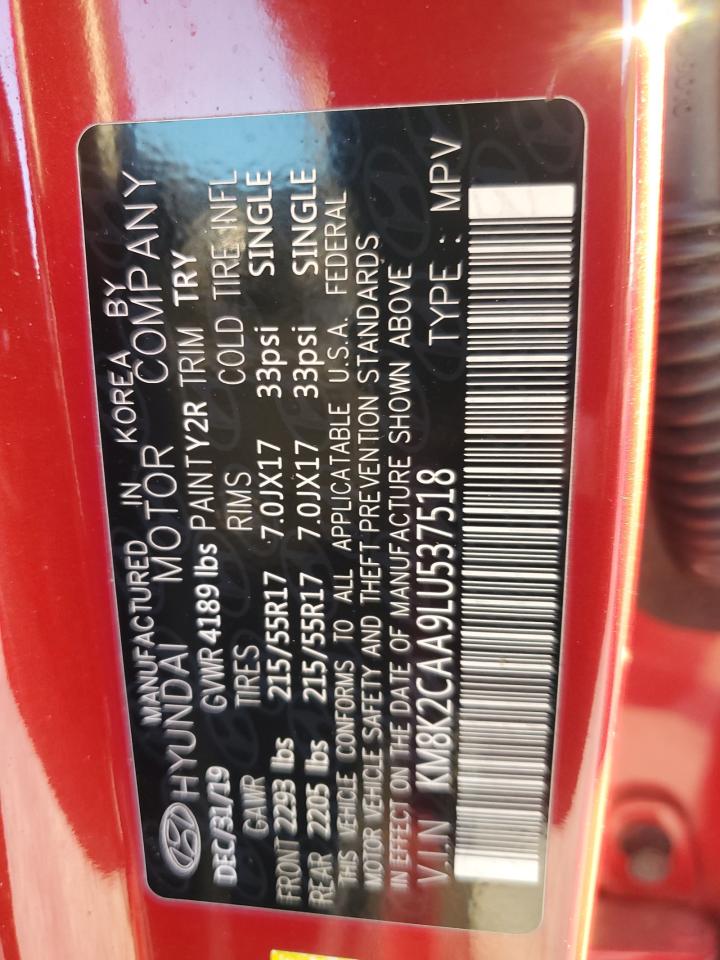 MANUFACTURED IN KOREA BY
HYUNDAI MOTOR COMPANY
DEC/31/19 GVWR 4189 lbs PAINT Y2R TRIM TRY
GAWR TIRES RIMS COLD TIRE INFL
FRONT 2293 lbs 215/55R17 7.0JX17 33psi SINGLE
REAR 2205 lbs 215/55R17 7.0JX17 33psi SINGLE
THIS VEHICLE CONFORMS TO ALL APPLICATABLE U.S.A. FEDERAL
MOTOR VEHICLE SAFETY AND THEFT PREVENTION STANDARDS
IN EFFECT ON THE DATE OF MANUFACTURE SHOWN ABOVE
V.I.N KM8K2CAA9LU537518 TYPE : MPV